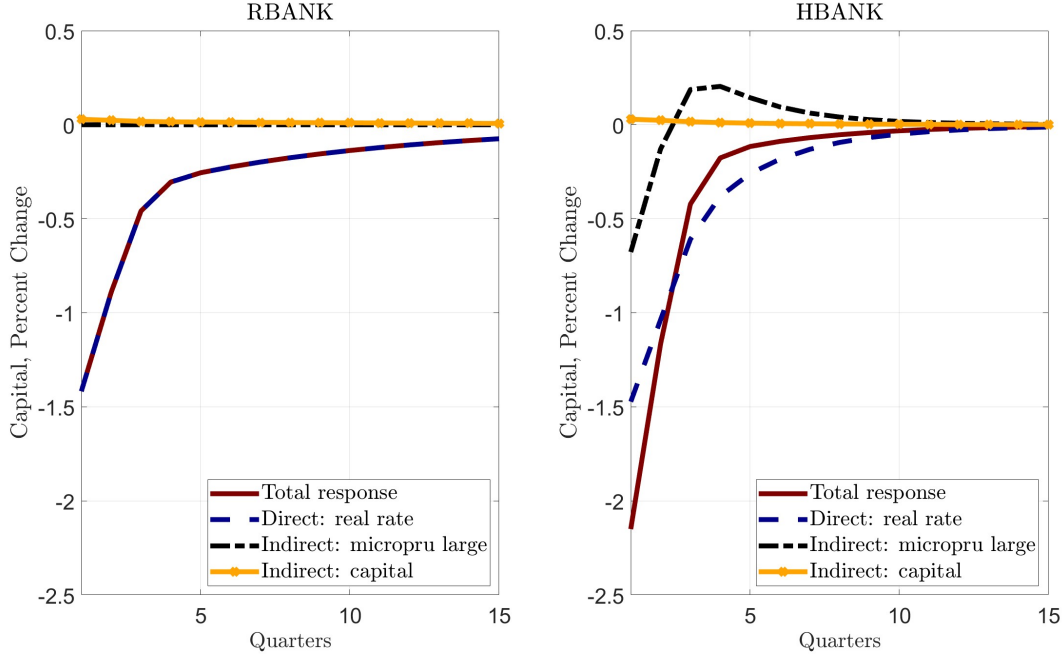 RBANK
0.5
0
-0.5
-1
-1.5
-2
-2.5
Capital, Percent Change
Total response
Direct: real rate
Indirect: micropru large
Indirect: capital
5
10
15
Quarters
HBANK
0.5
0
-0.5
-1
-1.5
-2
-2.5
Capital, Percent Change
Total response
Direct: real rate
Indirect: micropru large
Indirect: capital
5
10
15
Quarters